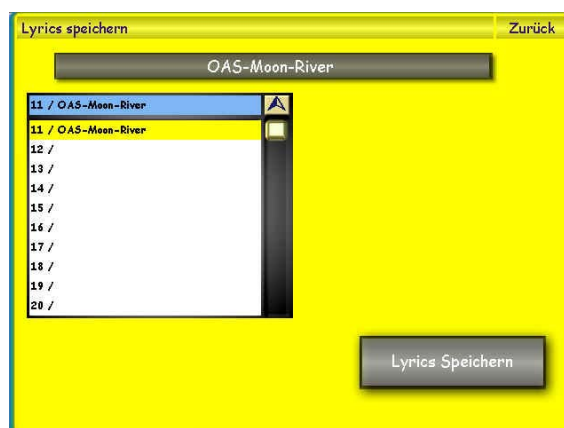 Lyrics speichern Zurück
OAS-Moon-River
11 / OAS-Moon-River
11 / OAS-Moon-River
12 /
13 /
14 /
15 /
16 /
17 /
18 /
19 /
20 /
Lyrics Speichern